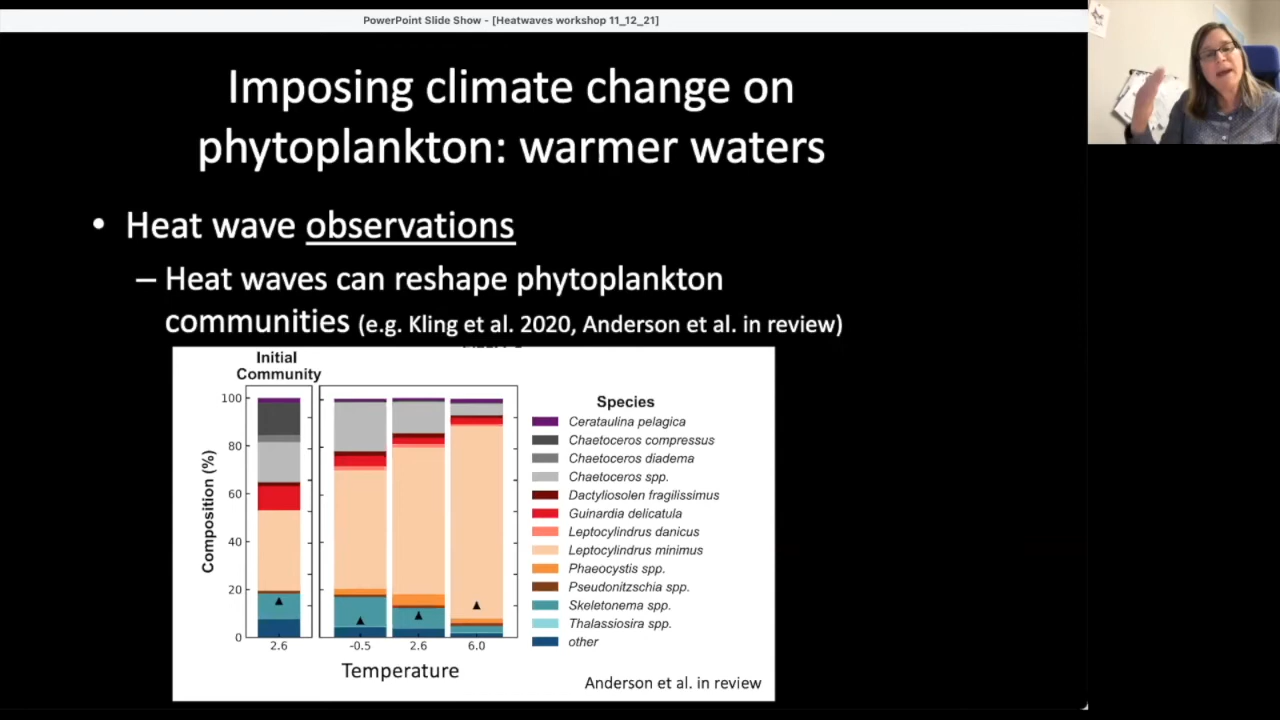 PowerPoint Slide Show - [Heatwaves workshop 11_12_21]
Imposing climate change on
phytoplankton: warmer waters
• Heat wave observations
– Heat waves can reshape phytoplankton
communities (e.g. Kling et al. 2020, Anderson et al. in review)
Initial
Community
Composition (%)
100
80
60
40
20
0
2.6
-0.5
2.6
6.0
Temperature
Species
Cerataulina pelagica
Chaetoceros compressus
Chaetoceros diadema
Chaetoceros spp.
Dactyliosolen fragilissimus
Guinardia delicatula
Leptocylindrus danicus
Leptocylindrus minimus
Phaeocystis spp.
Pseudonitzschia spp.
Skeletonema spp.
Thalassiosira spp.
other
Anderson et al. in review